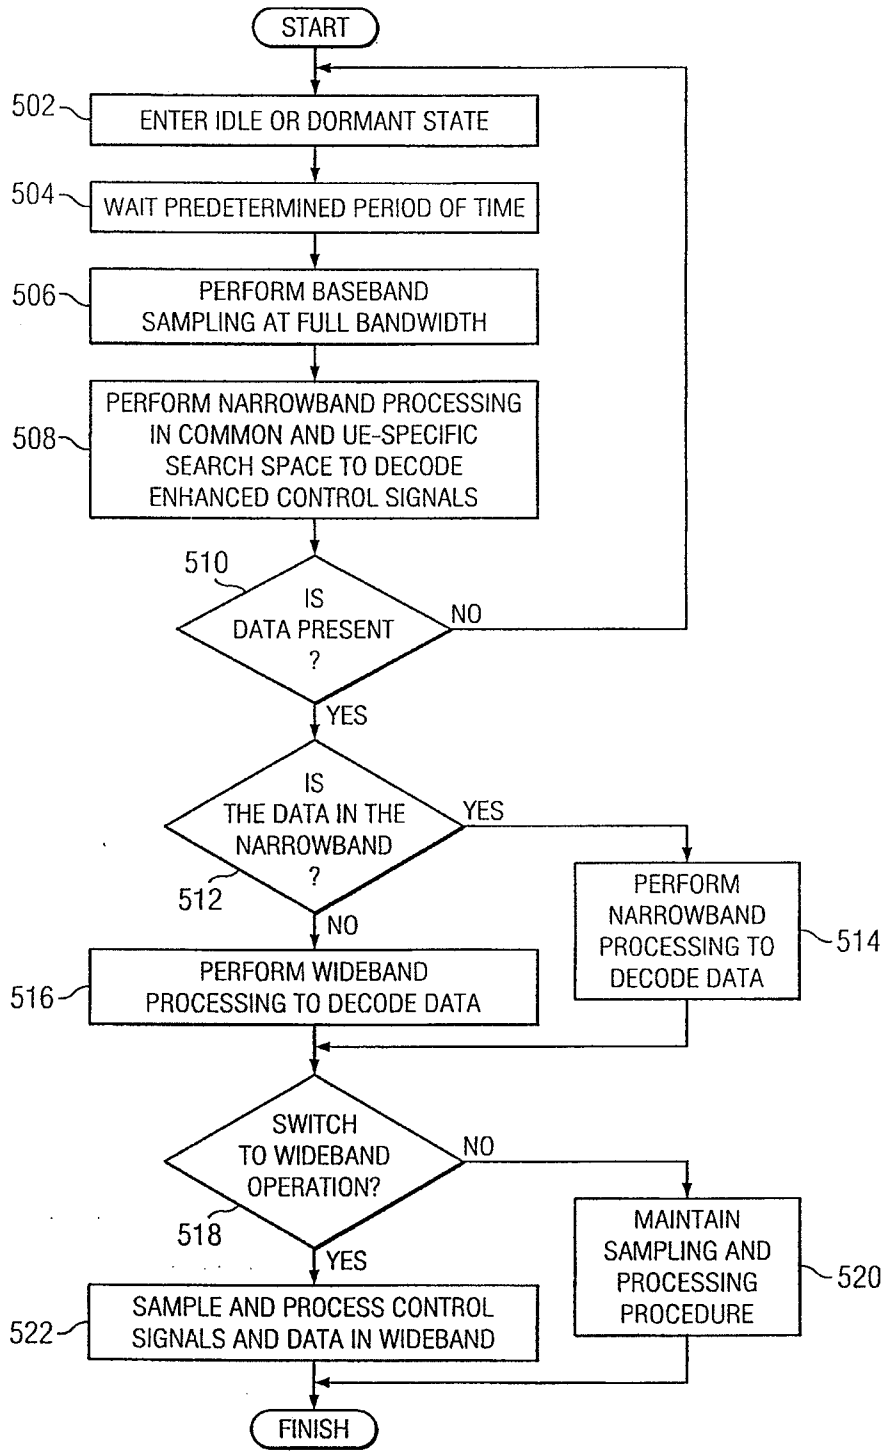 START
502
ENTER IDLE OR DORMANT STATE
504
WAIT PREDETERMINED PERIOD OF TIME
506
PERFORM BASEBAND
SAMPLING AT FULL BANDWIDTH
508
PERFORM NARROWBAND PROCESSING
IN COMMON AND UE-SPECIFIC
SEARCH SPACE TO DECODE
ENHANCED CONTROL SIGNALS
510
IS
DATA PRESENT
?
NO
YES
IS
THE DATA IN THE
NARROWBAND
?
YES
512
NO
PERFORM
NARROWBAND
PROCESSING TO
DECODE DATA
514
516
PERFORM WIDEBAND
PROCESSING TO DECODE DATA
SWITCH
TO WIDEBAND
OPERATION?
NO
518
YES
MAINTAIN
SAMPLING AND
PROCESSING
PROCEDURE
520
522
SAMPLE AND PROCESS CONTROL
SIGNALS AND DATA IN WIDEBAND
FINISH